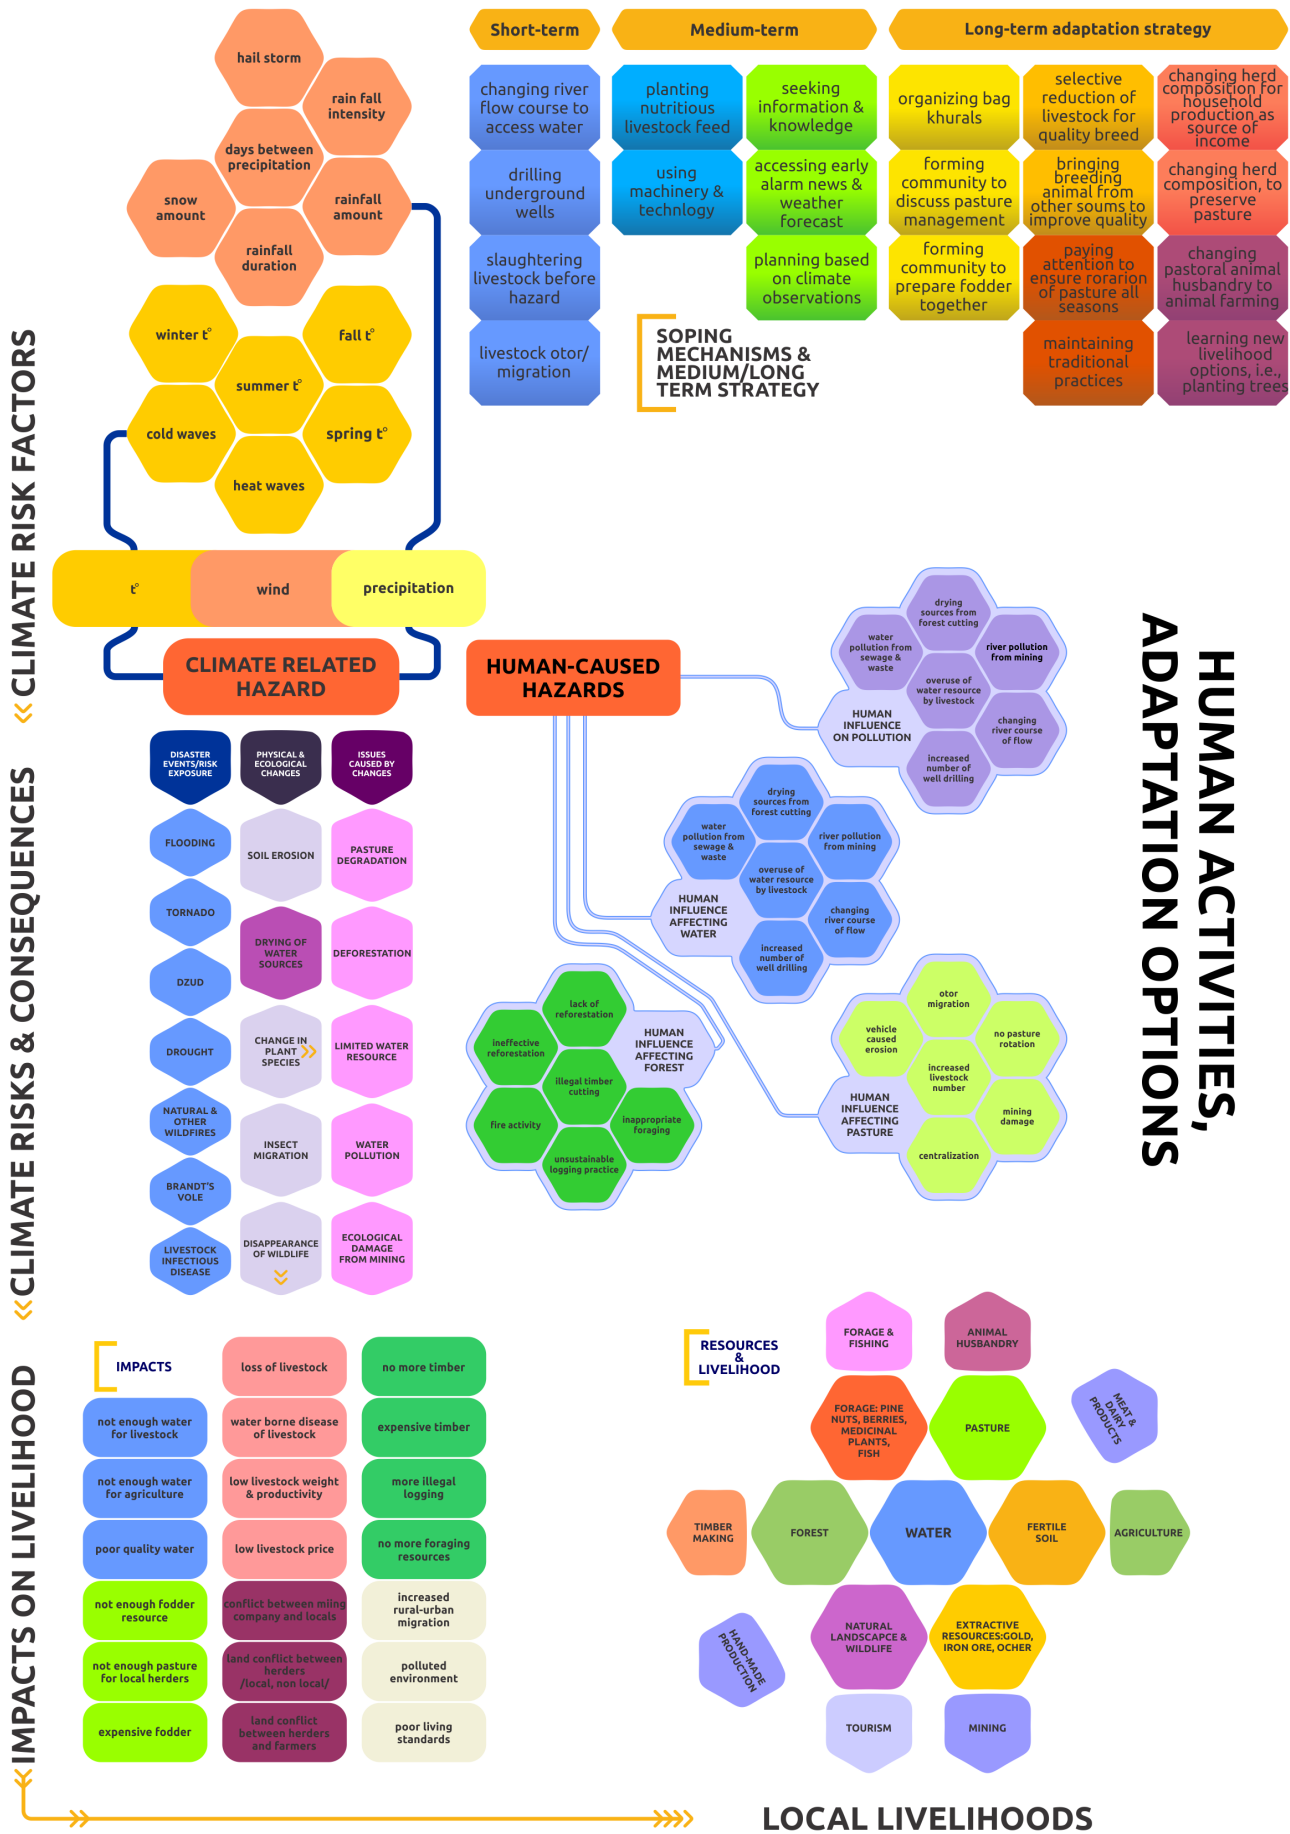 hail storm
rain fall
intensity
days between
precipitation
snow
amount
rainfall
amount
rainfall
duration
winter t°
fall t°
summer t°
cold waves
spring t°
heat waves
t°
wind
precipitation
CLIMATE RELATED
HAZARD
CLIMATE RISK FACTORS
Short-term
Medium-term
Long-term adaptation strategy
changing river
flow course to
access water
drilling
underground
wells
slaughtering
livestock before
hazard
livestock otor/
migration
planting
nutritious
livestock feed
using
machinery &
technlogy
seeking
information &
knowledge
accessing early
alarm news &
weather
forecast
planning based
on climate
observations
organizing bag
khurals
forming
community to
discuss pasture
management
forming
community to
prepare fodder
together
selective
reduction of
livestock for
quality breed
bringing
breeding
animal from
other soums to
improve quality
paying
attention to
ensure rorarion
of pasture all
seasons
maintaining
traditional
practices
changing herd
composition for
household
production as
source of
income
changing herd
composition, to
preserve
pasture
changing
pastoral animal
husbandry to
animal farming
learning new
livelihood
options, i.e.,
planting trees
SOPING
MECHANISMS &
MEDIUM/LONG
TERM STRATEGY
HUMAN-CAUSED
HAZARDS
drying
sources from
forest cutting
water
pollution from
sewage &
waste
river pollution
from mining
overuse of
water resource
by livestock
HUMAN
INFLUENCE
ON POLLUTION
changing
river course
of flow
increased
number of
well drilling
drying
sources from
forest cutting
water
pollution from
sewage &
waste
river pollution
from mining
overuse of
water resource
by livestock
HUMAN
INFLUENCE
AFFECTING
WATER
changing
river course
of flow
increased
number of
well drilling
lack of
reforestation
ineffective
reforestation
HUMAN
INFLUENCE
AFFECTING
FOREST
illegal timber
cutting
fire activity
inappropriate
foraging
unsustainable
logging practice
otor
migration
vehicle
caused
erosion
no pasture
rotation
increased
livestock
number
HUMAN
INFLUENCE
AFFECTING
PASTURE
mining
damage
centralization
HUMAN ACTIVITIES,
ADAPTATION OPTIONS
CLIMATE RISKS & CONSEQUENCES
DISASTER
EVENTS/RISK
EXPOSURE
FLOODING
TORNADO
DZUD
DROUGHT
NATURAL &
OTHER
WILDFIRES
BRANDT'S
VOLE
LIVESTOCK
INFECTIOUS
DISEASE
PHYSICAL &
ECOLOGICAL
CHANGES
SOIL EROSION
DRYING OF
WATER
SOURCES
CHANGE IN
PLANT
SPECIES
INSECT
MIGRATION
DISAPPEARANCE
OF WILDLIFE
ISSUES
CAUSED BY
CHANGES
PASTURE
DEGRADATION
DEFORESTATION
LIMITED WATER
RESOURCE
WATER
POLLUTION
ECOLOGICAL
DAMAGE
FROM MINING
IMPACTS ON LIVELIHOOD
IMPACTS
not enough water
for livestock
not enough water
for agriculture
poor quality water
not enough fodder
resource
not enough pasture
for local herders
expensive fodder
loss of livestock
water borne disease
of livestock
low livestock weight
& productivity
low livestock price
conflict between miing
company and locals
land conflict between
herders
/local, non local/
land conflict
between herders
and farmers
no more timber
expensive timber
more illegal
logging
no more foraging
resources
increased
rural-urban
migration
polluted
environment
poor living
standards
RESOURCES
&
LIVELIHOOD
FORAGE &
FISHING
ANIMAL
HUSBANDRY
FORAGE: PINE
NUTS, BERRIES,
MEDICINAL
PLANTS,
FISH
PASTURE
MEAT &
DAIRY
PRODUCTS
TIMBER
MAKING
FOREST
WATER
FERTILE
SOIL
AGRICULTURE
NATURAL
LANDSCAPCE &
WILDLIFE
EXTRACTIVE
RESOURCES:GOLD,
IRON ORE, OCHER
HAND-MADE
PRODUCTION
TOURISM
MINING
LOCAL LIVELIHOODS